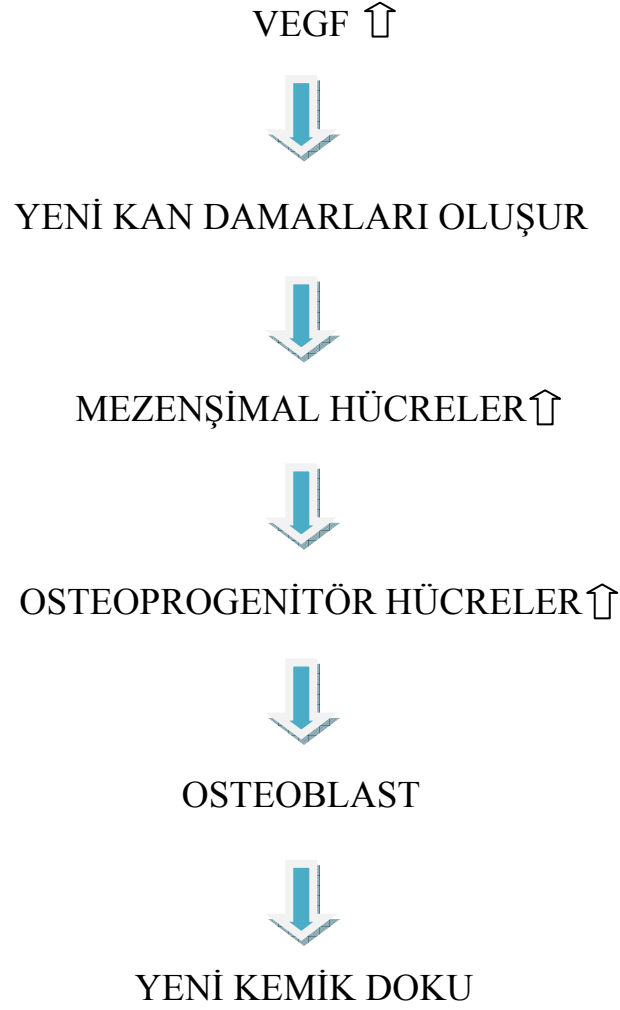 VEGF ⇧
YENİ KAN DAMARLARI OLUŞUR
MEZENŞİMAL HÜCRELER⇧
OSTEOPROGENİTÖR HÜCRELER⇧
OSTEOBLAST
YENİ KEMİK DOKU